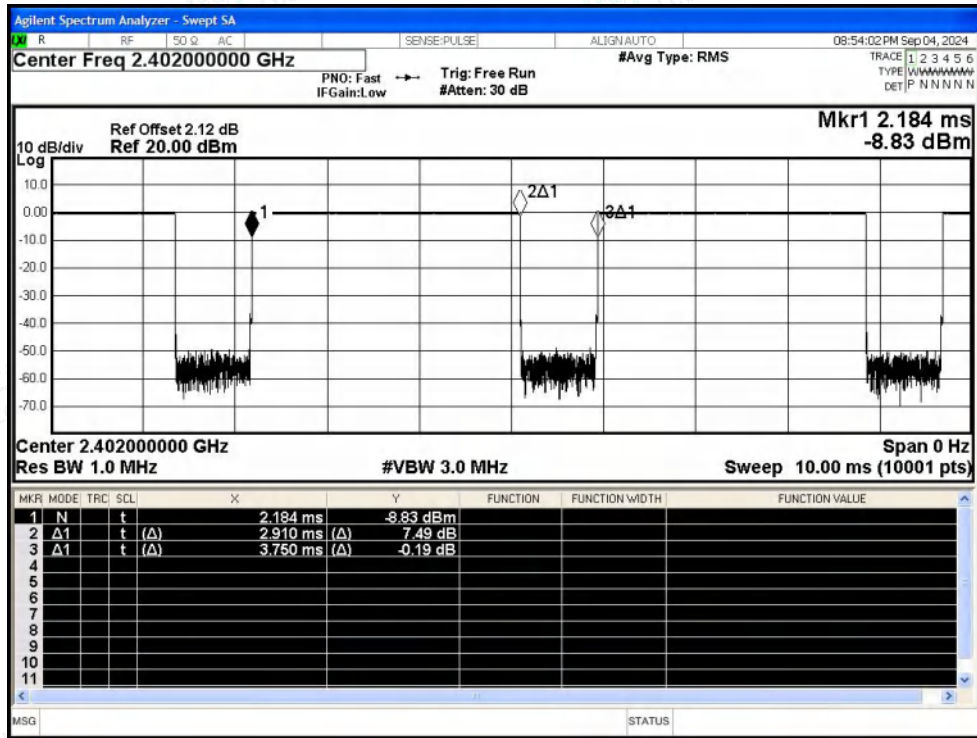 Agilent Spectrum Analyzer - Swept SA
LXI R RF 50 Ω AC SENSE:PULSE ALIGN AUTO 08:54:02 PM Sep 04, 2024
Center Freq 2.402000000 GHz
PNO: Fast
IFGain:Low
Trig: Free Run
#Atten: 30 dB
#Avg Type: RMS
TRACE 1 2 3 4 5 6
TYPE WWWWWW
DET P N N N N N
Mkr1 2.184 ms
-8.83 dBm
Ref Offset 2.12 dB
10 dB/div Ref 20.00 dBm
Log
10.0
0.00
-10.0
-20.0
-30.0
-40.0
-50.0
-60.0
-70.0
1
2Δ1
3Δ1
Center 2.402000000 GHz Span 0 Hz
Res BW 1.0 MHz #VBW 3.0 MHz Sweep 10.00 ms (10001 pts)
MKR MODE TRC SCL X Y FUNCTION FUNCTION WIDTH FUNCTION VALUE
1 N t 2.184 ms -8.83 dBm
2 Δ1 t (Δ) 2.910 ms (Δ) 7.49 dB
3 Δ1 t (Δ) 3.750 ms (Δ) -0.19 dB
4
5
6
7
8
9
10
11
MSG STATUS